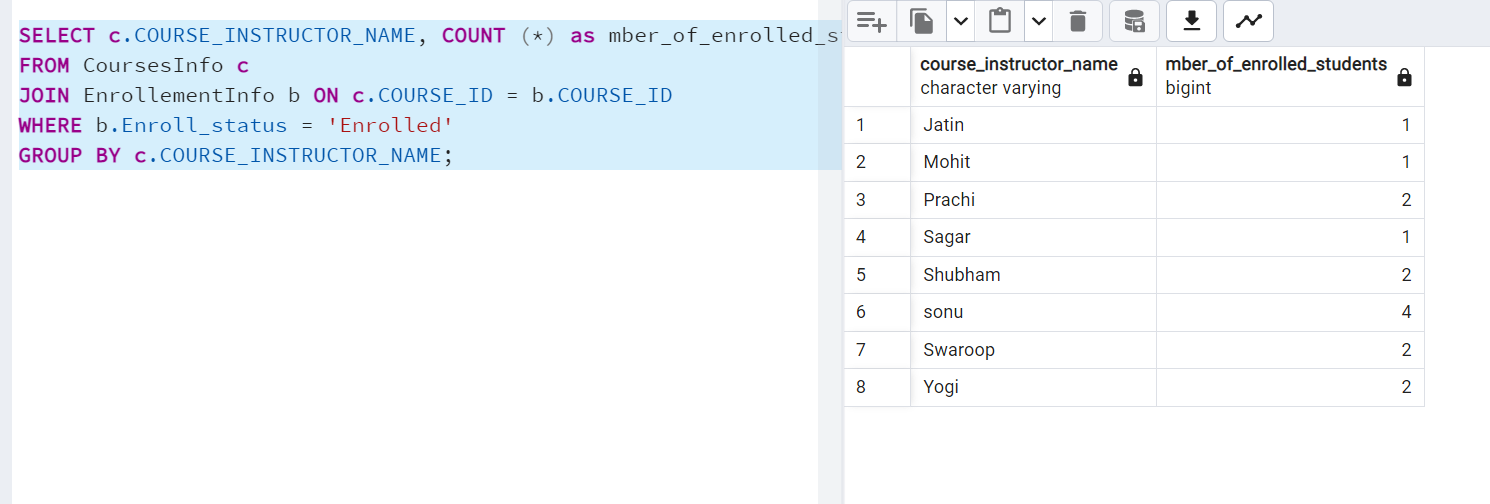 SELECT c.COURSE_INSTRUCTOR_NAME, COUNT (*) as mber_of_enrolled_s
FROM CoursesInfo c
JOIN EnrollementInfo b ON c.COURSE_ID = b.COURSE_ID
WHERE b.Enroll_status = 'Enrolled'
GROUP BY c.COURSE_INSTRUCTOR_NAME;
course_instructor_name mber_of_enrolled_students
character varying bigint
1 Jatin 1
2 Mohit 1
3 Prachi 2
4 Sagar 1
5 Shubham 2
6 sonu 4
7 Swaroop 2
8 Yogi 2